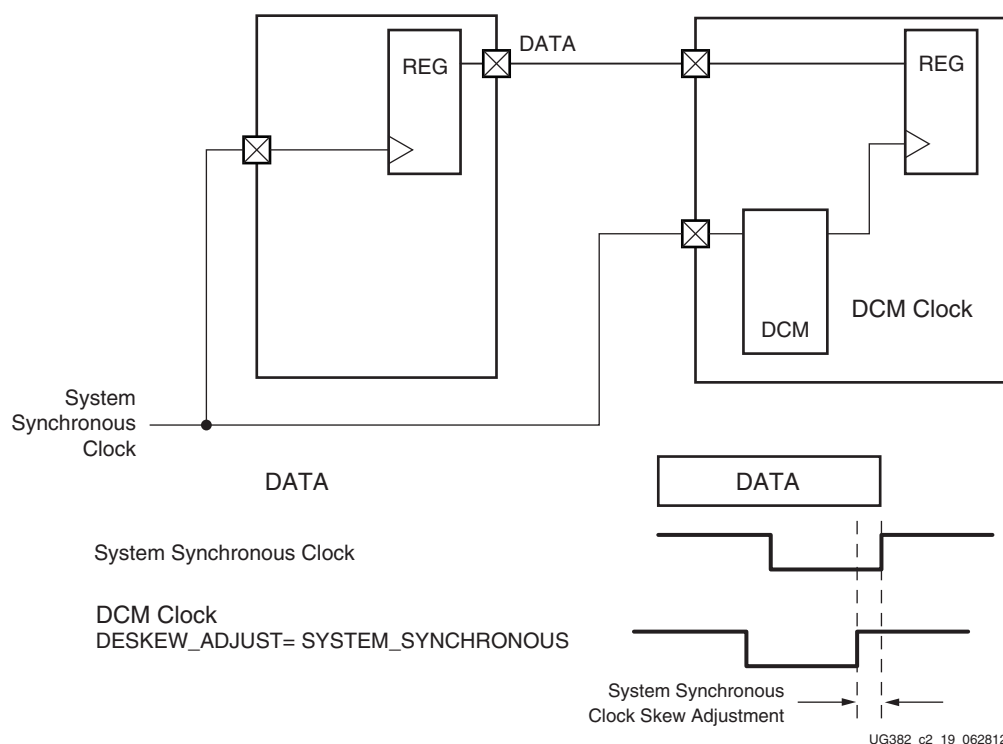 REG
DATA
REG
DCM
DCM Clock
System
Synchronous
Clock
DATA
DATA
System Synchronous Clock
DCM Clock
DESKEW_ADJUST= SYSTEM_SYNCHRONOUS
System Synchronous
Clock Skew Adjustment
UG382_c2_19_062812